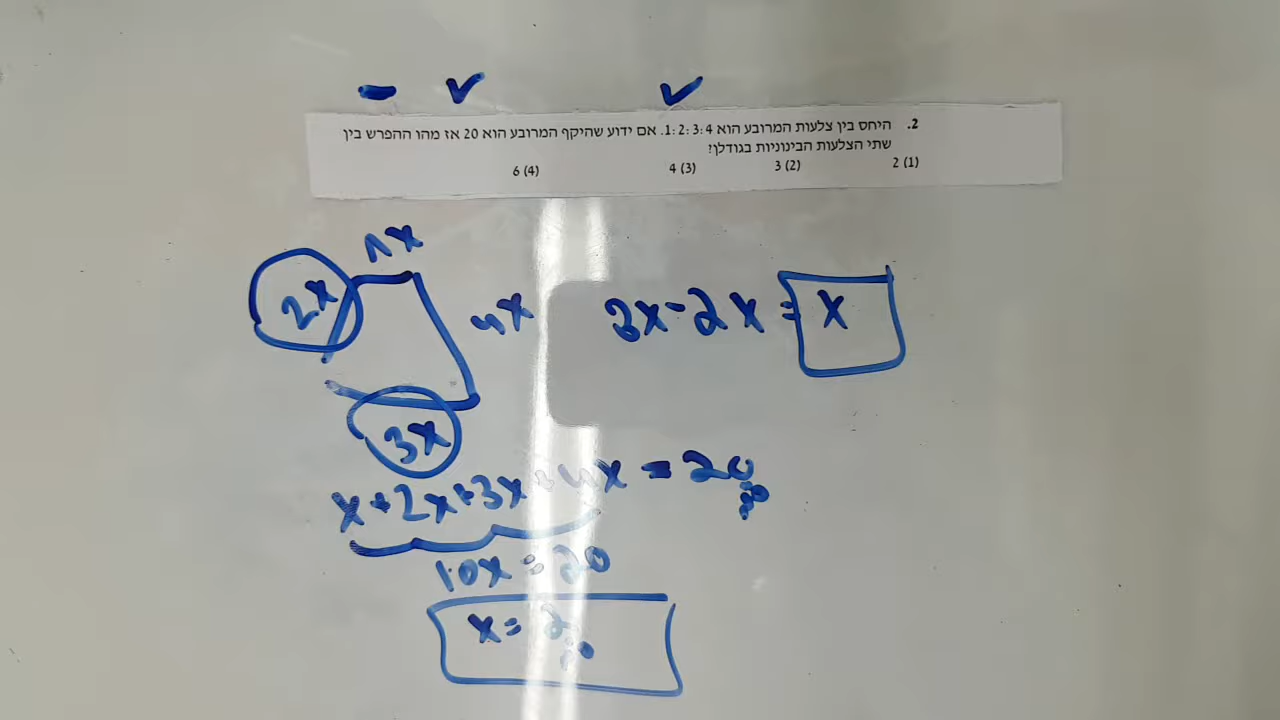 2. היחס בין צלעות המרובע הוא 1:2:3:4. אם ידוע שהיקף המרובע הוא 20 אז מהו ההפרש בין
שתי הצלעות הבינוניות בגודלן?
(1) 2 (2) 3 (3) 4 (4) 6
1x
2x
4x
3x - 2x = x
3x
x+2x+3x+4x = 20
10x = 20
x = 2